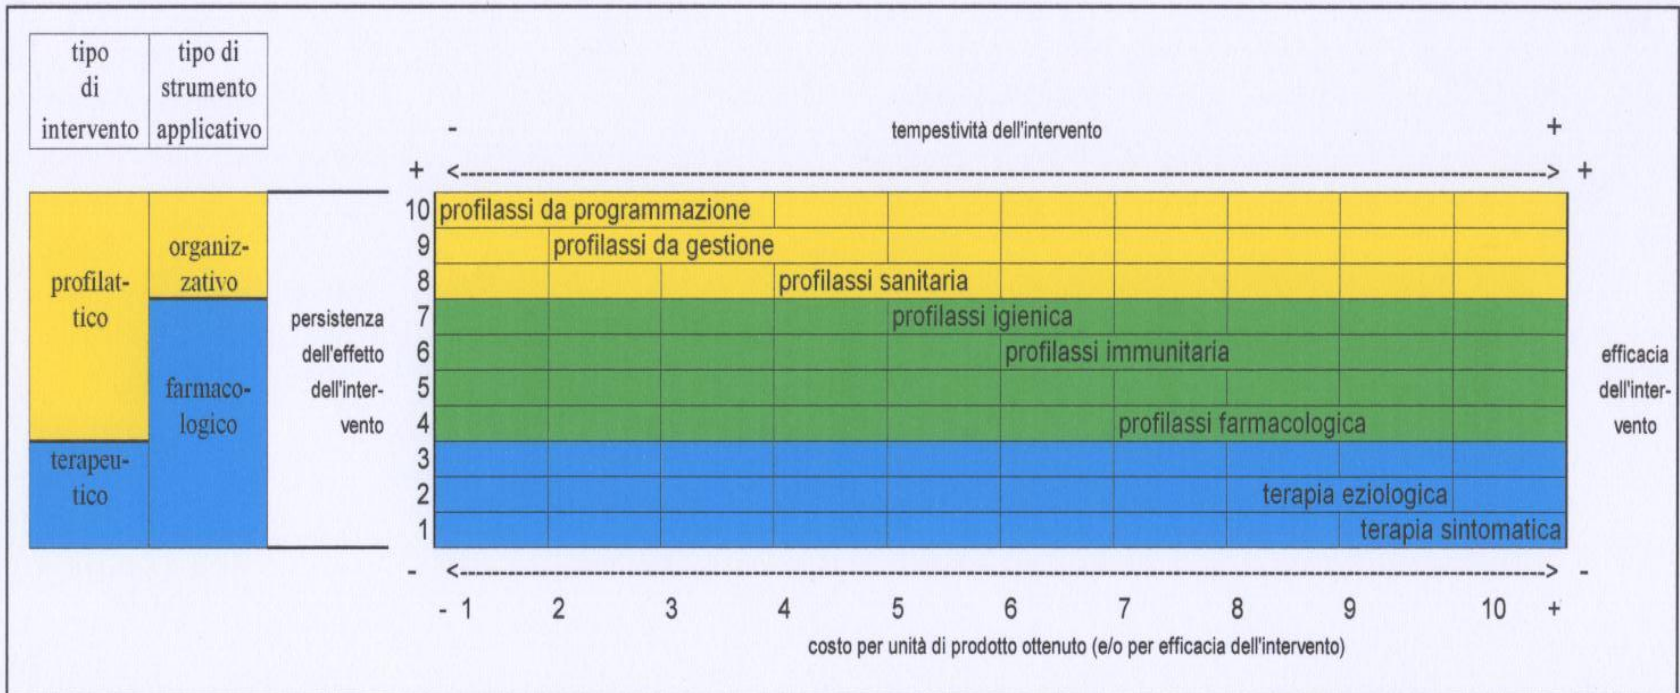 tipo
di
intervento
tipo di
strumento
applicativo
- tempestività dell'intervento +
+ <----------------------------------------------------------------> +
profilat-
tico
terapeu-
tico
organiz-
zativo
farmaco-
logico
persistenza
dell'effetto
dell'inter-
vento
10 profilassi da programmazione
9 profilassi da gestione
8 profilassi sanitaria
7 profilassi igienica
6 profilassi immunitaria
5
4 profilassi farmacologica
3
2 terapia eziologica
1 terapia sintomatica
efficacia
dell'inter-
vento
- <----------------------------------------------------------------> -
- 1 2 3 4 5 6 7 8 9 10 +
costo per unità di prodotto ottenuto (e/o per efficacia dell'intervento)